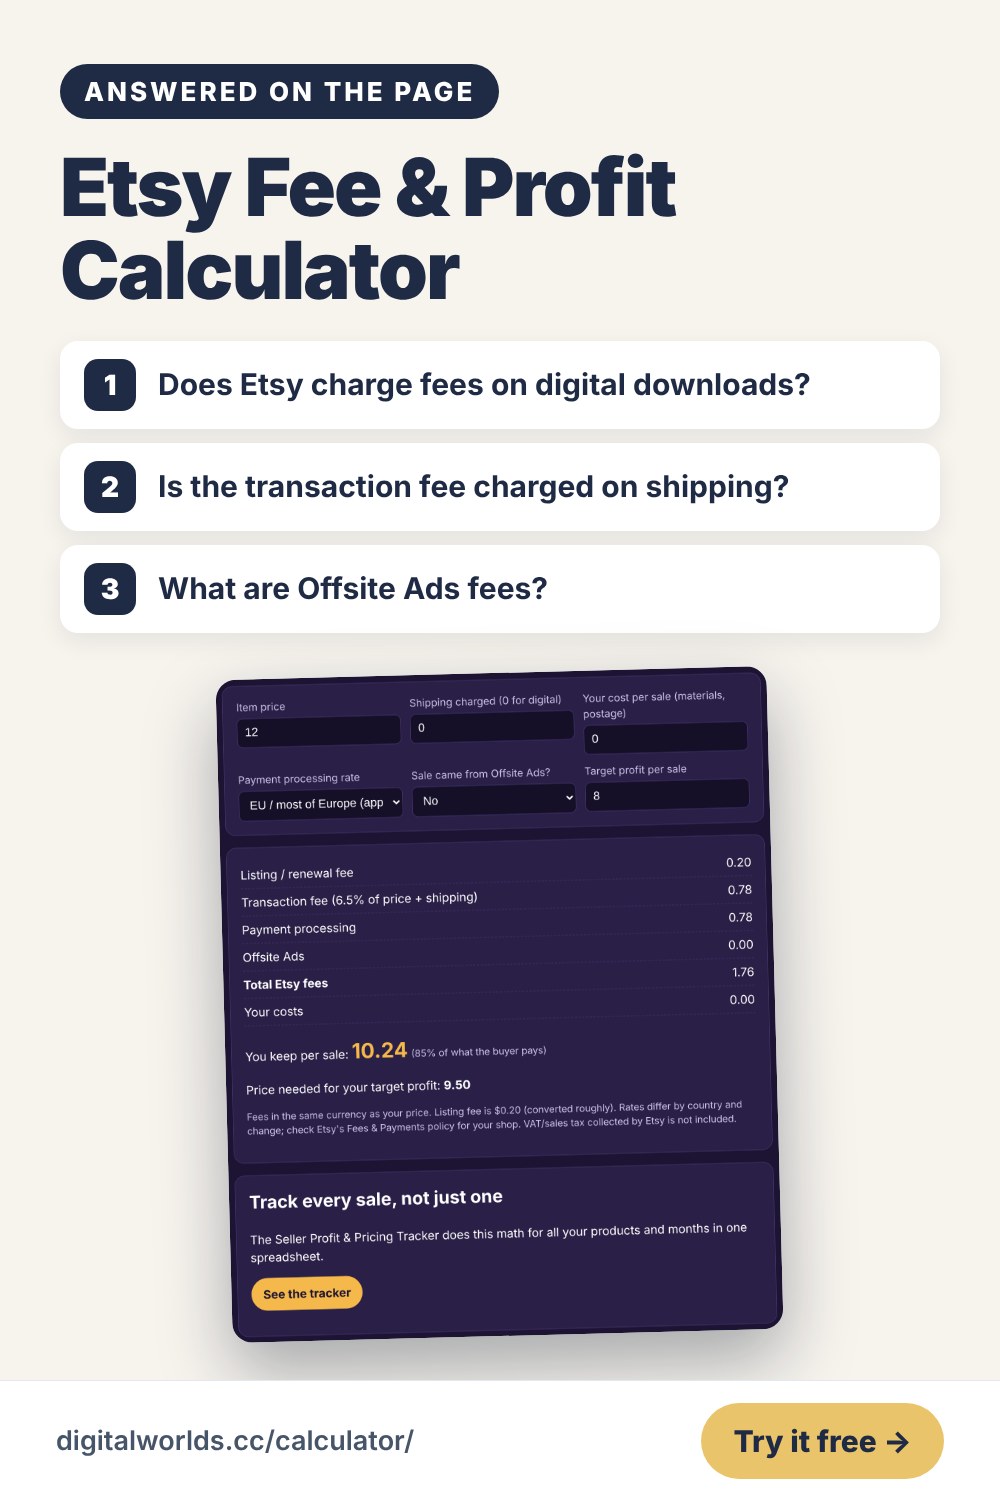 ANSWERED ON THE PAGE
Etsy Fee & Profit
Calculator
1 Does Etsy charge fees on digital downloads?
2 Is the transaction fee charged on shipping?
3 What are Offsite Ads fees?
Item price
Shipping charged (0 for digital)
Your cost per sale (materials,
postage)
12
0
0
Payment processing rate
Sale came from Offsite Ads?
Target profit per sale
EU / most of Europe (app
No
8
Listing / renewal fee 0.20
Transaction fee (6.5% of price + shipping) 0.78
Payment processing 0.78
Offsite Ads 0.00
Total Etsy fees 1.76
Your costs 0.00
You keep per sale: 10.24 (85% of what the buyer pays)
Price needed for your target profit: 9.50
Fees in the same currency as your price. Listing fee is $0.20 (converted roughly). Rates differ by country and
change; check Etsy's Fees & Payments policy for your shop. VAT/sales tax collected by Etsy is not included.
Track every sale, not just one
The Seller Profit & Pricing Tracker does this math for all your products and months in one
spreadsheet.
See the tracker
digitalworlds.cc/calculator/
Try it free →